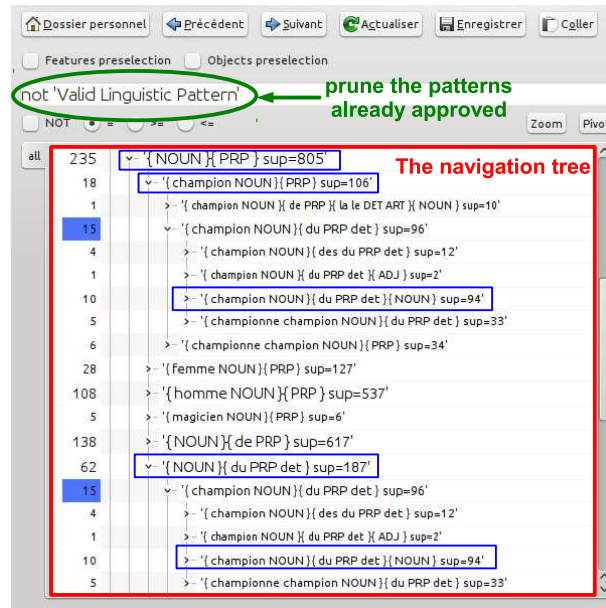 Dossier personnel Précédent Suivant Actualiser Enregistrer Coller
Features preselection Objects preselection
not 'Valid Linguistic Pattern'
prune the patterns
already approved
NOT = >= <= Zoom Pivo
all
The navigation tree
235 '{ NOUN }{ PRP } sup=805'
18 '{ champion NOUN }{ PRP } sup=106'
1 '{ champion NOUN }{ de PRP }{ la le DET ART }{ NOUN } sup=10'
15 '{ champion NOUN }{ du PRP det } sup=96'
4 '{ champion NOUN }{ des du PRP det } sup=12'
1 '{ champion NOUN }{ du PRP det }{ ADJ } sup=2'
10 '{ champion NOUN }{ du PRP det }{ NOUN } sup=94'
5 '{ championne champion NOUN }{ du PRP det } sup=33'
6 '{ championne champion NOUN }{ PRP } sup=34'
28 '{ femme NOUN }{ PRP } sup=127'
108 '{ homme NOUN }{ PRP } sup=537'
5 '{ magicien NOUN }{ PRP } sup=6'
138 '{ NOUN }{ de PRP } sup=617'
62 '{ NOUN }{ du PRP det } sup=187'
15 '{ champion NOUN }{ du PRP det } sup=96'
4 '{ champion NOUN }{ des du PRP det } sup=12'
1 '{ champion NOUN }{ du PRP det }{ ADJ } sup=2'
10 '{ champion NOUN }{ du PRP det }{ NOUN } sup=94'
5 '{ championne champion NOUN }{ du PRP det } sup=33'